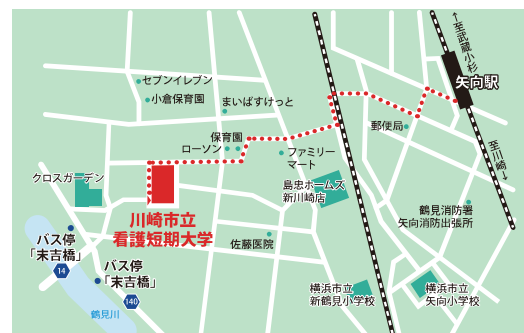 ←至武蔵小杉
矢向駅
セブンイレブン
小倉保育園
まいばすけっと
郵便局
保育園
ローソン
ファミリー
マート
至川崎→
クロスガーデン
島忠ホームズ
新川崎店
川崎市立
看護短期大学
鶴見消防署
矢向消防出張所
バス停
「末吉橋」
14
佐藤医院
バス停
「末吉橋」
140
鶴見川
横浜市立
新鶴見小学校
横浜市立
矢向小学校